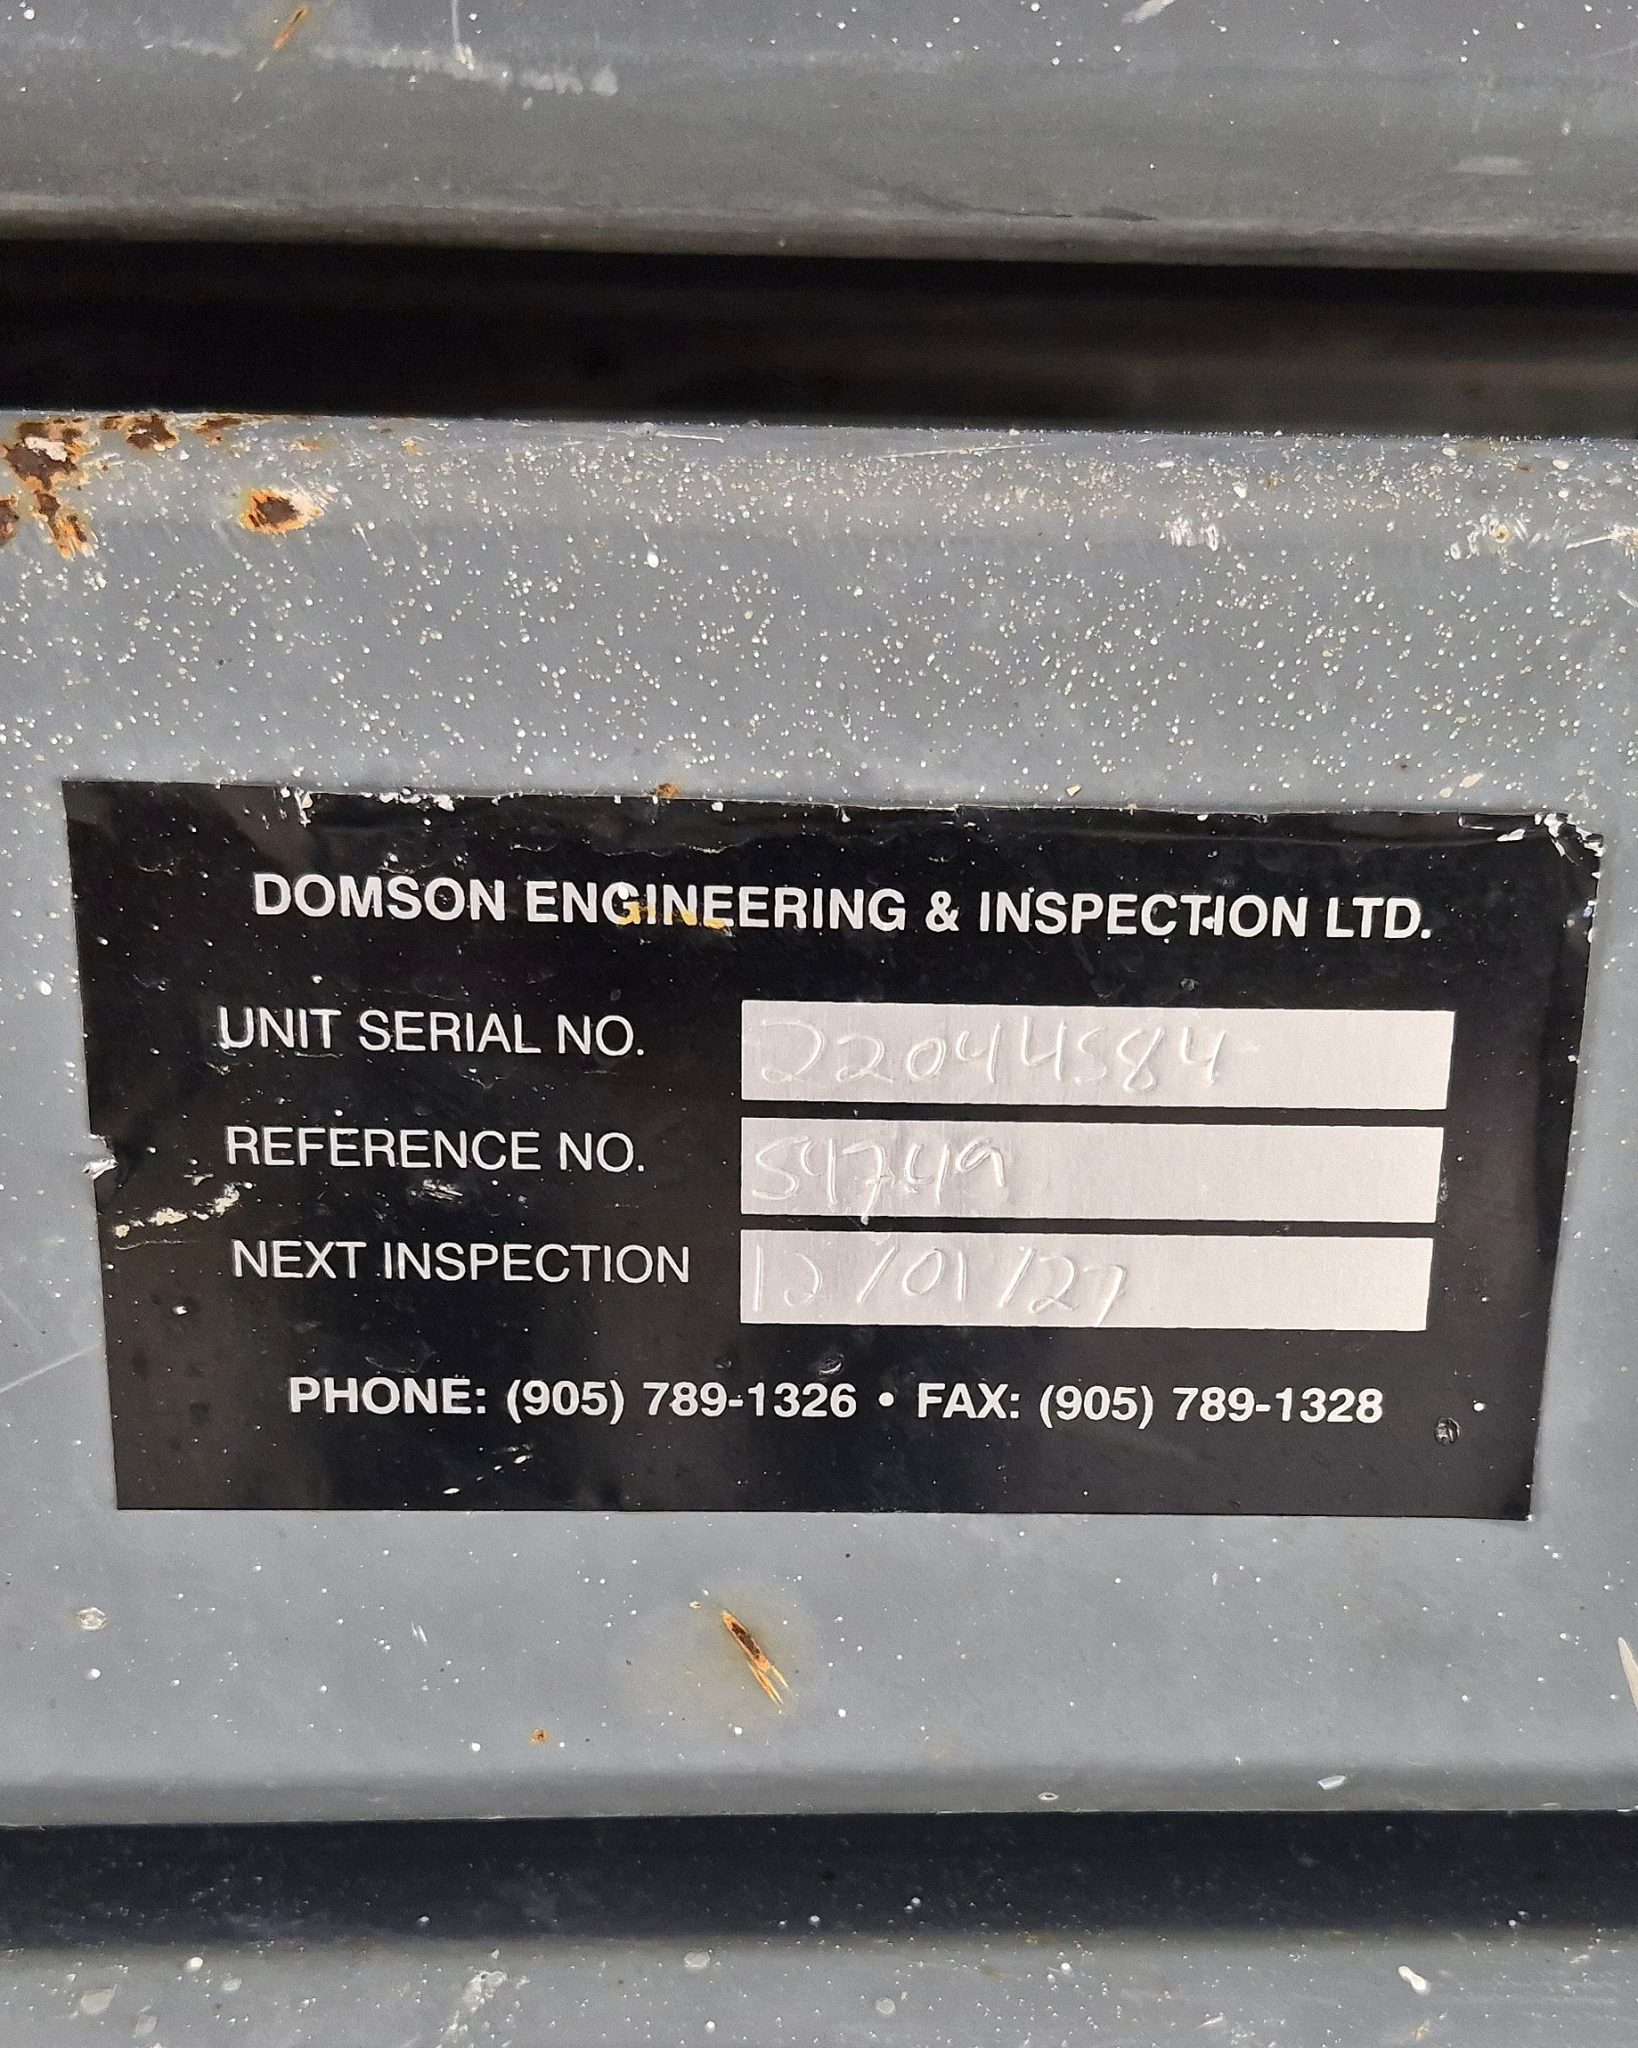 DOMSON ENGINEERING & INSPECTION LTD.
UNIT SERIAL NO. 22044584
REFERENCE NO. 54749
NEXT INSPECTION 12/01/27
PHONE: (905) 789-1326 • FAX: (905) 789-1328